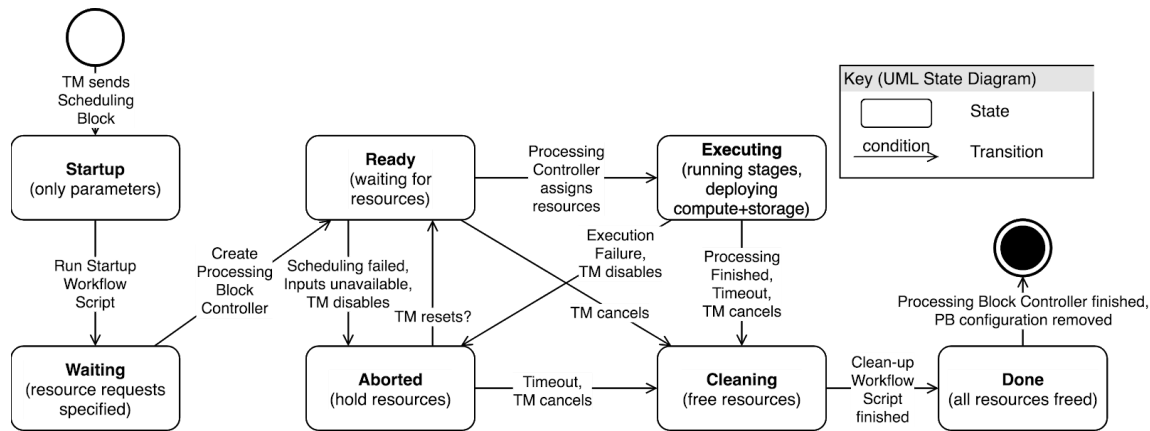 TM sends
Scheduling
Block
Startup
(only parameters)
Run Startup
Workflow
Script
Waiting
(resource requests
specified)
Create
Processing
Block
Controller
Ready
(waiting for
resources)
Scheduling failed,
Inputs unavailable,
TM disables
TM resets?
Aborted
(hold resources)
Processing
Controller
assigns
resources
Executing
(running stages,
deploying
compute+storage)
Execution
Failure,
TM disables
TM cancels
Processing
Finished,
Timeout,
TM cancels
Timeout,
TM cancels
Cleaning
(free resources)
Clean-up
Workflow
Script
finished
Done
(all resources freed)
Processing Block Controller finished,
PB configuration removed
Key (UML State Diagram)
State
condition
Transition